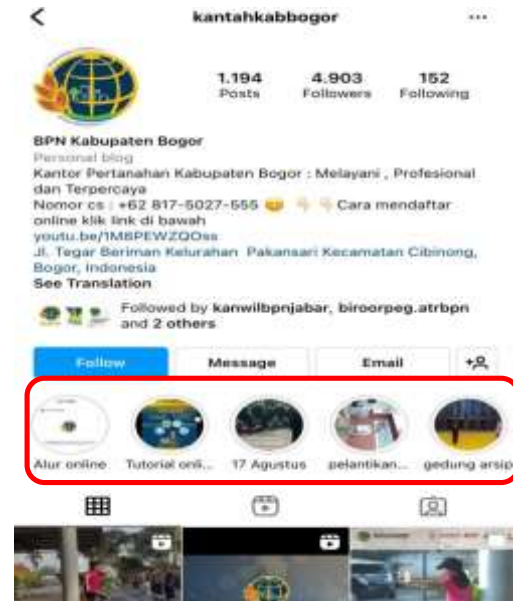 kantahkabbogor
1.194 4.903 152
Posts Followers Following
BPN Kabupaten Bogor
Personal blog
Kantor Pertanahan Kabupaten Bogor : Melayani , Profesional
dan Terpercaya
Nomor cs : +62 817-5027-555 Cara mendaftar
online klik link di bawah
youtu.be/1M8PEWZQOss
Jl. Tegar Beriman Kelurahan Pakansari Kecamatan Cibinong,
Bogor, Indonesia
See Translation
Followed by kanwilbpnjabar, biroorpeg.atrbpn
and 2 others
Follow Message Email
Alur online Tutorial onli... 17 Agustus pelantikan... gedung arsip